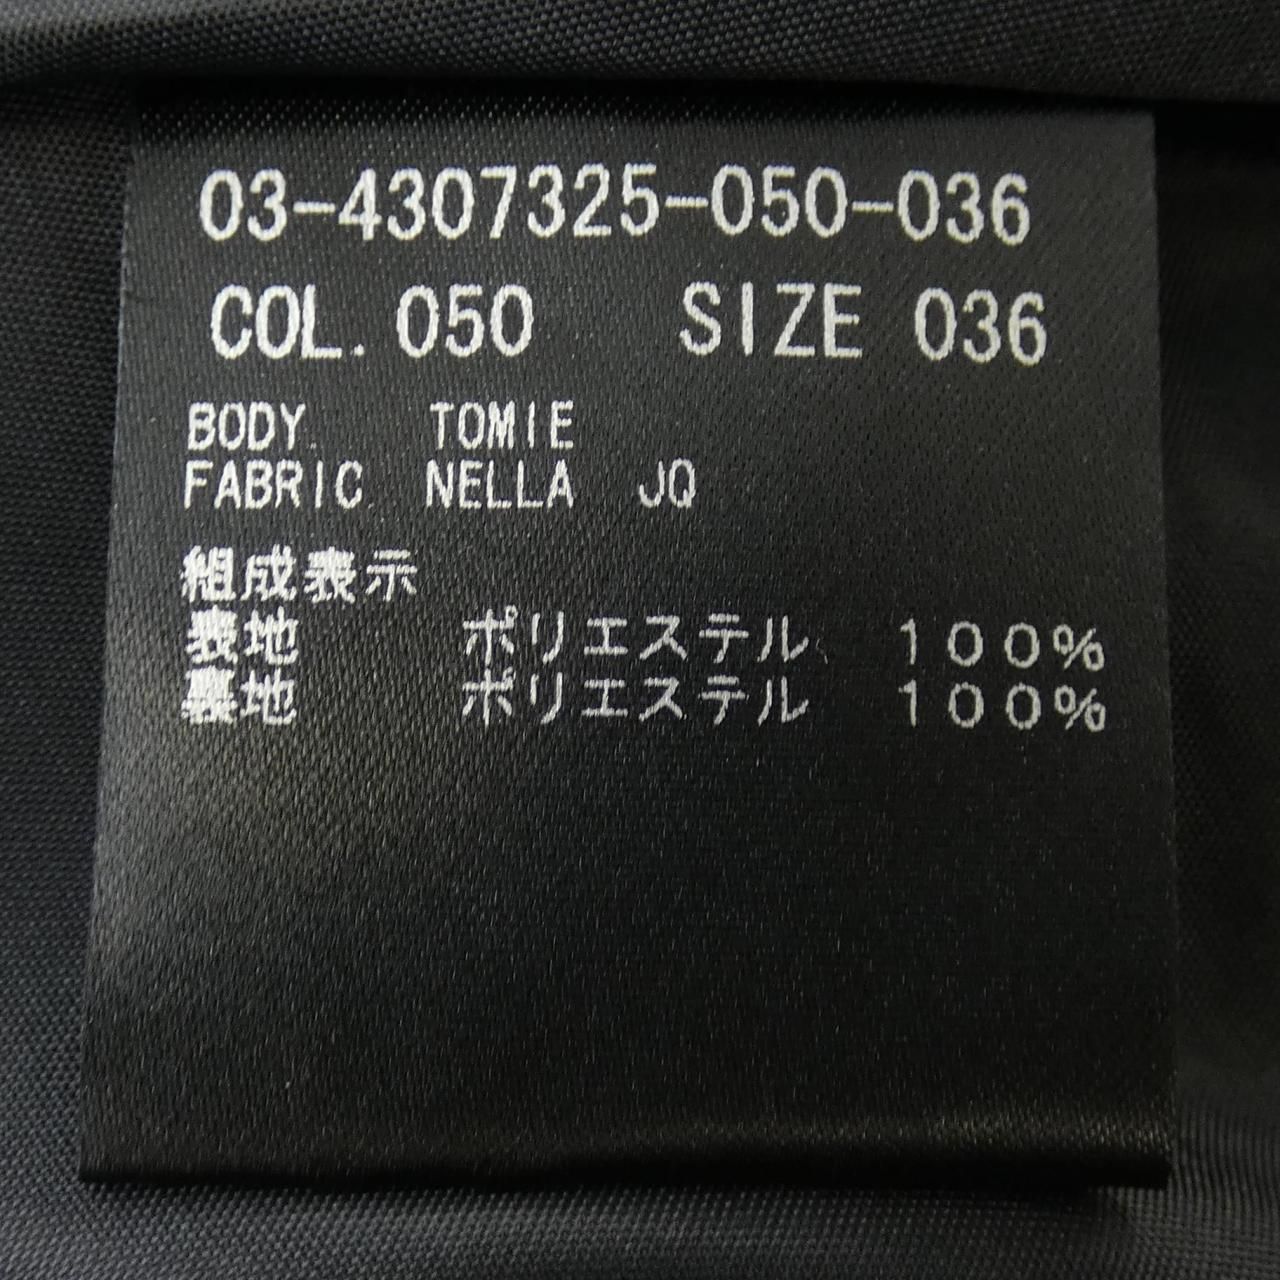 03-4307325-050-036
COL. 050 SIZE 036
BODY. TOMIE
FABRIC NELLA JQ
組成表示
表地 ポリエステル 100%
裏地 ポリエステル 100%